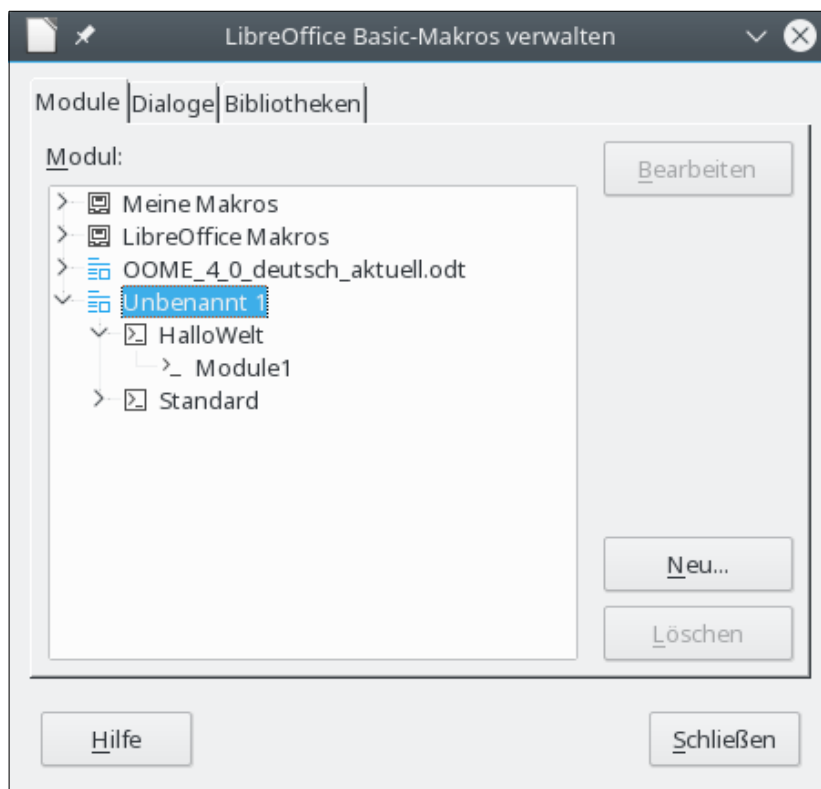 LibreOffice Basic-Makros verwalten
Module Dialoge Bibliotheken
Modul:
Bearbeiten
Meine Makros
LibreOffice Makros
OOME_4_0_deutsch_aktuell.odt
Unbenannt 1
HalloWelt
Module1
Standard
Neu...
Löschen
Hilfe
Schließen